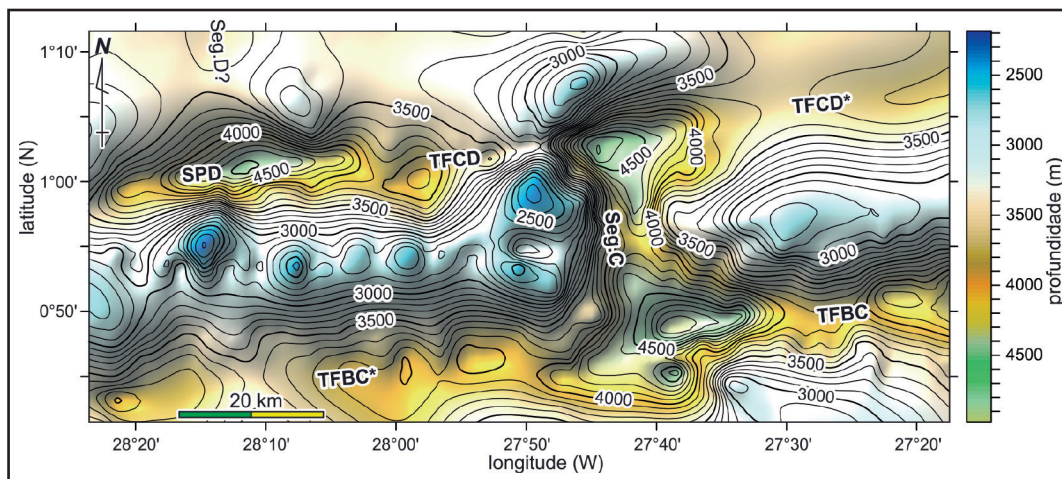 N
Seg.D?
1°10'
1°00'
0°50'
latitude (N)
3000
3500
4000
TFCD*
3500
TFCD
4500
4000
3500
SPD
4500
3500
3000
2500
Seg.C
4000
3500
3000
3000
3500
4500
TFBC
3500
3000
TFBC*
4000
20 km
28°20'
28°10'
28°00'
27°50'
27°40'
27°30'
27°20'
longitude (W)
2500
3000
3500
4000
4500
profundidade (m)